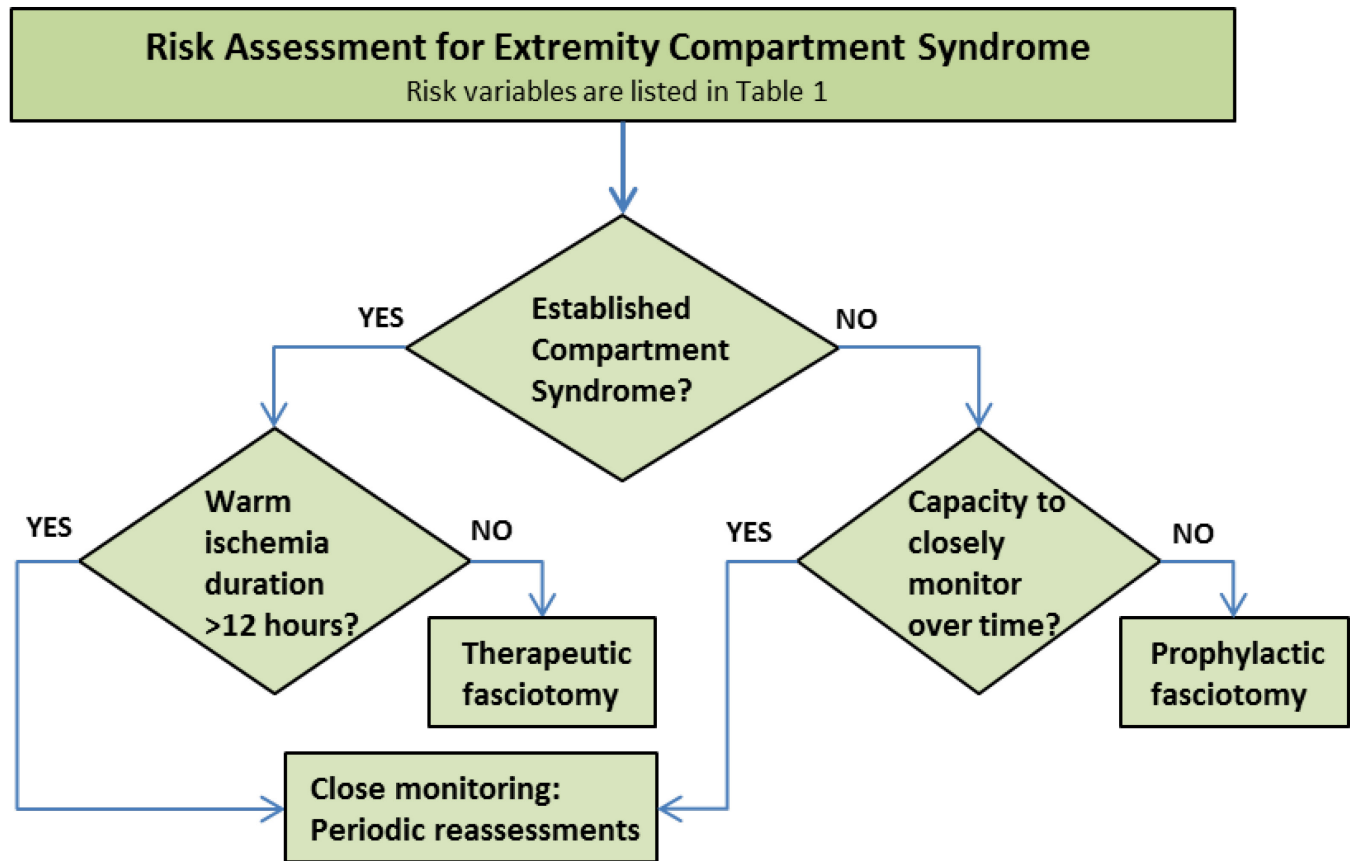 Risk Assessment for Extremity Compartment Syndrome
Risk variables are listed in Table 1
Established
Compartment
Syndrome?
YES
NO
Warm
ischemia
duration
>12 hours?
YES
NO
Capacity to
closely
monitor
over time?
YES
NO
Therapeutic
fasciotomy
Prophylactic
fasciotomy
Close monitoring:
Periodic reassessments